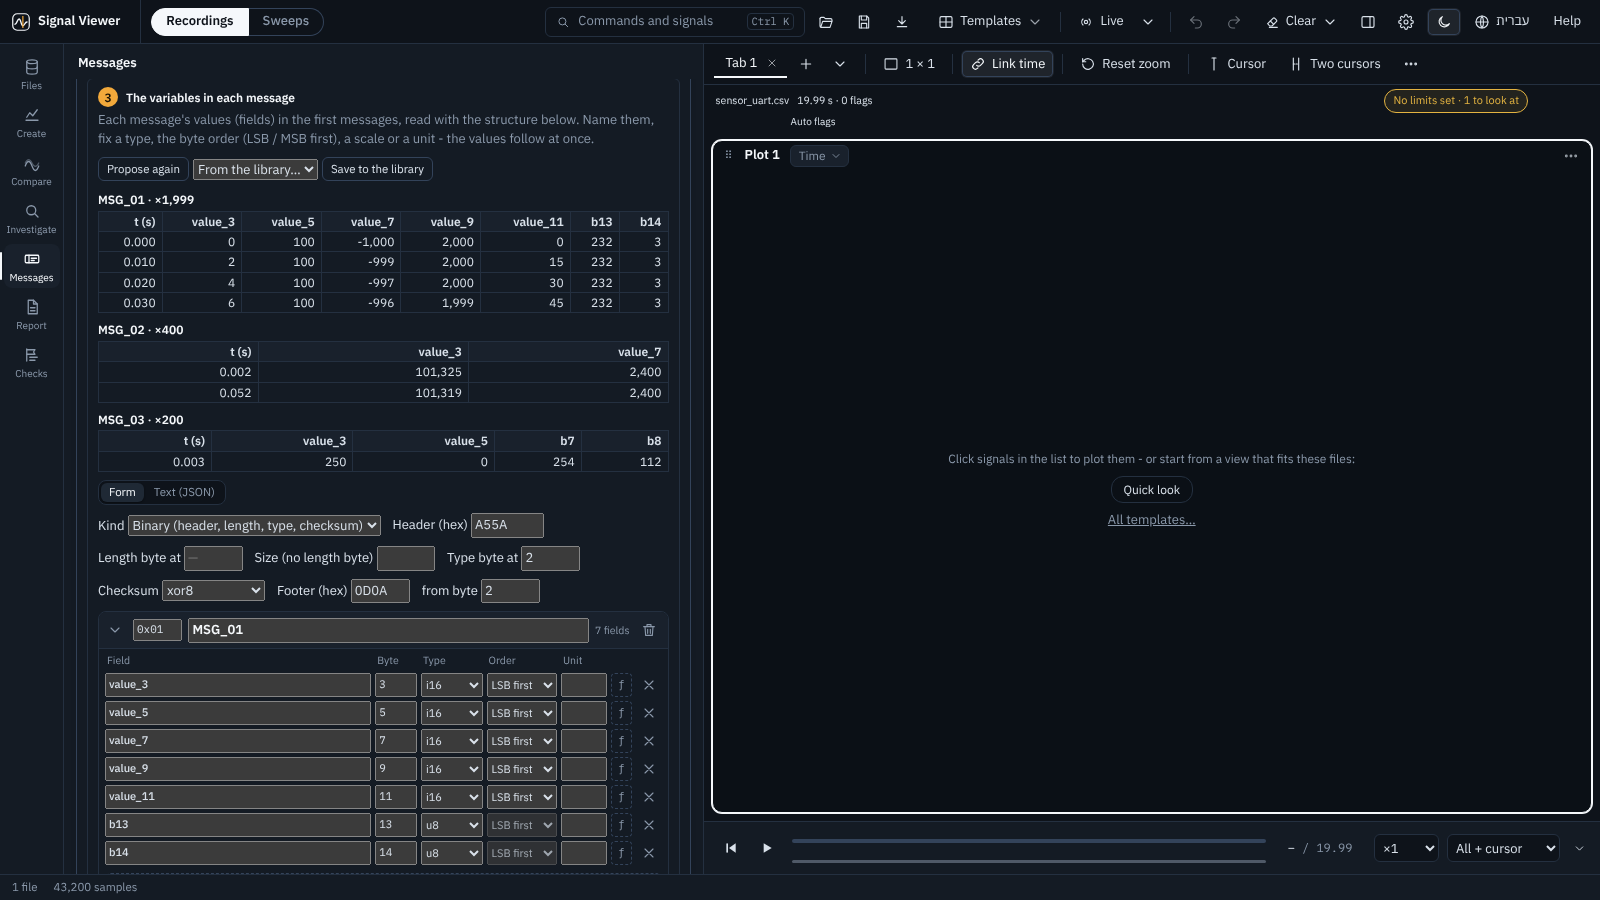 Signal Viewer
Recordings
Sweeps
Commands and signals
Ctrl K
Templates
Live
Clear
עברית
Help
Files
Create
Compare
Investigate
Messages
Report
Checks
Messages
3 The variables in each message
Each message's values (fields) in the first messages, read with the structure below. Name them,
fix a type, the byte order (LSB / MSB first), a scale or a unit - the values follow at once.
Propose again
From the library...
Save to the library
MSG_01 · ×1,999
t (s) value_3 value_5 value_7 value_9 value_11 b13 b14
0.000 0 100 -1,000 2,000 0 232 3
0.010 2 100 -999 2,000 15 232 3
0.020 4 100 -997 2,000 30 232 3
0.030 6 100 -996 1,999 45 232 3
MSG_02 · ×400
t (s) value_3 value_7
0.002 101,325 2,400
0.052 101,319 2,400
MSG_03 · ×200
t (s) value_3 value_5 b7 b8
0.003 250 0 254 112
Form
Text (JSON)
Kind Binary (header, length, type, checksum) Header (hex) A55A
Length byte at — Size (no length byte) Type byte at 2
Checksum xor8 Footer (hex) 0D0A from byte 2
0x01 MSG_01 7 fields
Field Byte Type Order Unit
value_3 3 i16 LSB first ƒ
value_5 5 i16 LSB first ƒ
value_7 7 i16 LSB first ƒ
value_9 9 i16 LSB first ƒ
value_11 11 i16 LSB first ƒ
b13 13 u8 LSB first ƒ
b14 14 u8 LSB first ƒ
Tab 1
1 × 1
Link time
Reset zoom
Cursor
Two cursors
sensor_uart.csv 19.99 s · 0 flags
No limits set · 1 to look at
Auto flags
Plot 1
Time
Click signals in the list to plot them - or start from a view that fits these files:
Quick look
All templates...
– / 19.99
×1
All + cursor
1 file 43,200 samples